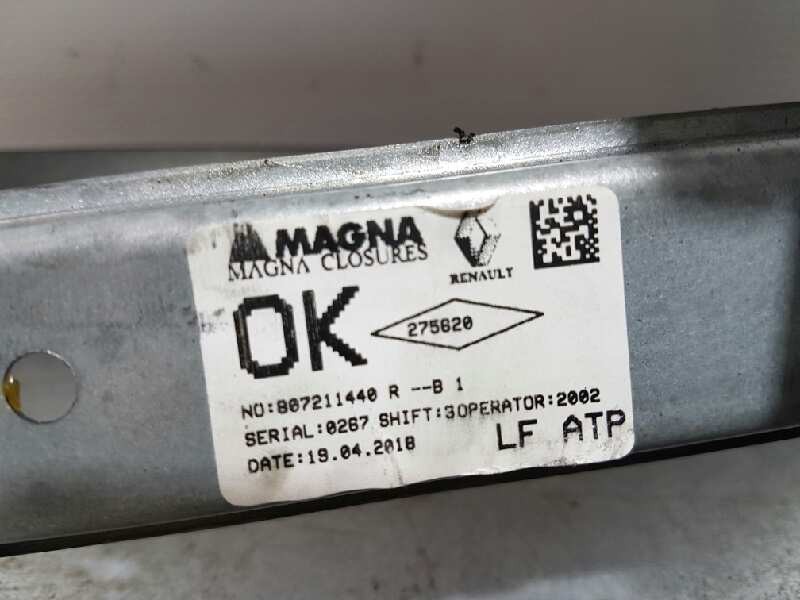 MAGNA
MAGNA CLOSURES
RENAULT
OK
275620
NO:807211440 R --B 1
SERIAL:0267 SHIFT:3OPERATOR:2002
DATE:19.04.2018
LF ATP